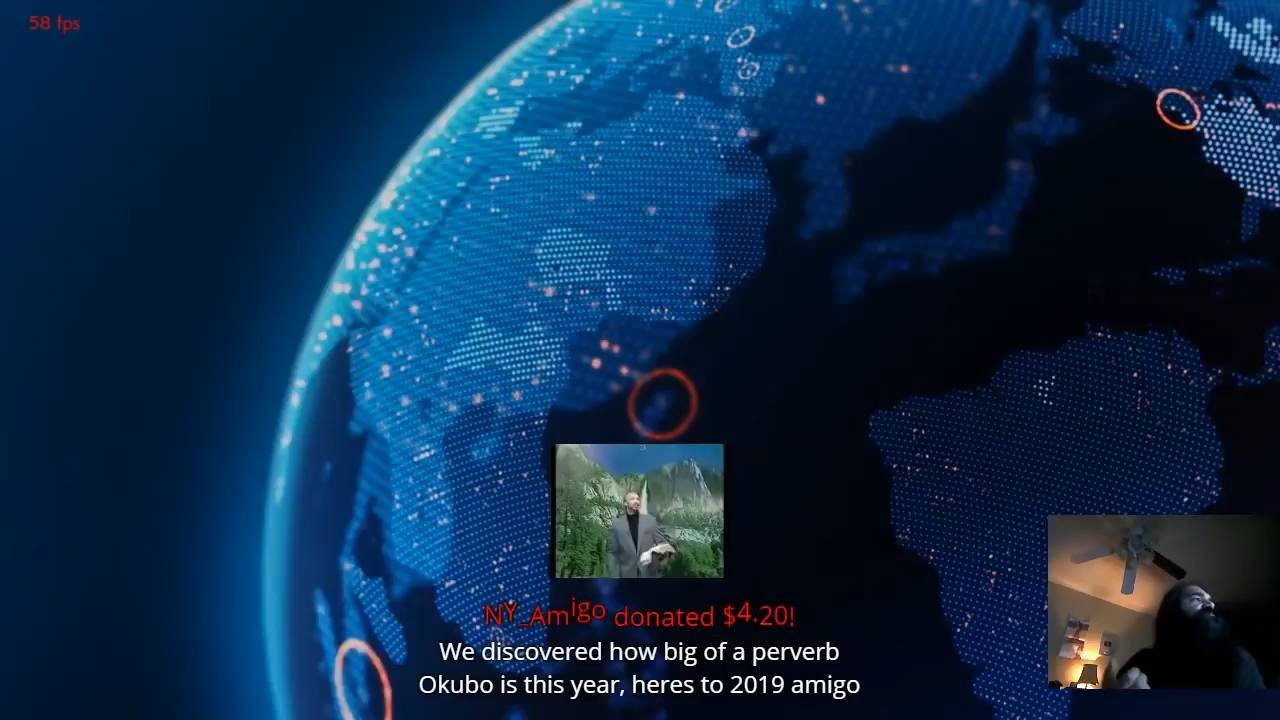 58 fps
NY_Amigo donated $4.20!
We discovered how big of a perverb
Okubo is this year, heres to 2019 amigo